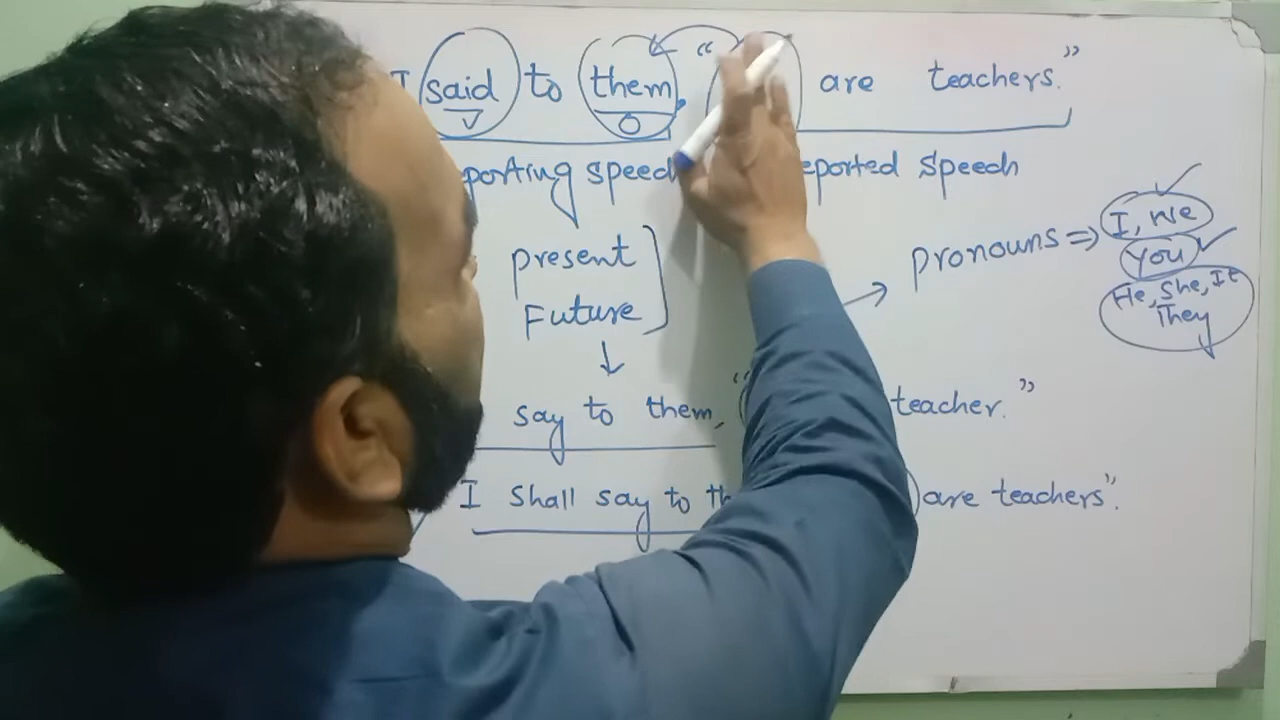 I said to them, “ are teachers.”
V O
porting speech eported speech
present
Future
pronouns ⇒ I, We
You
He, She, It
They
say to them, “ teacher.”
I shall say to th are teachers”.